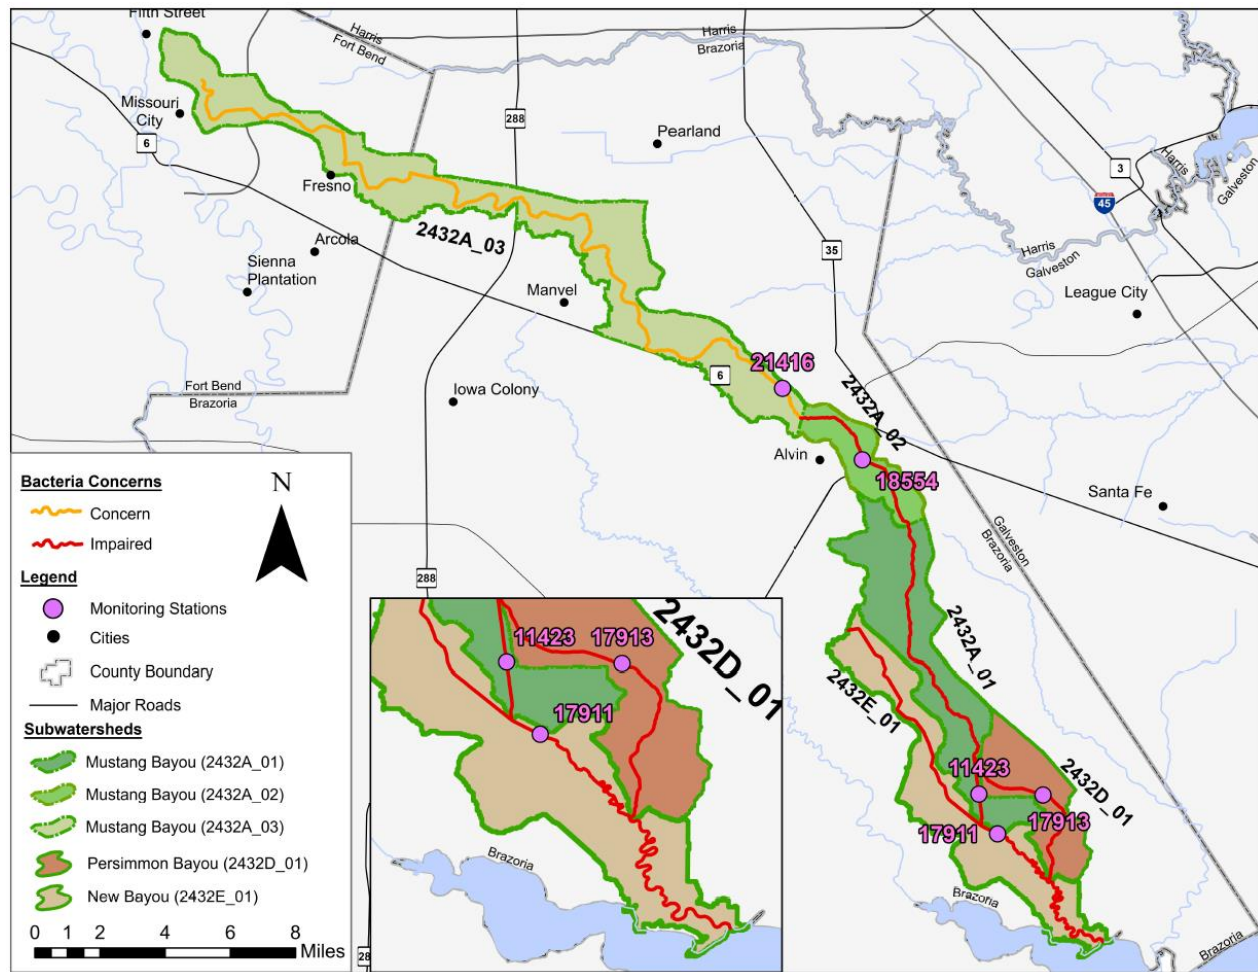 Fifth Street
Harris
Fort Bend
Harris
Brazoria
288
Missouri
City
6
Pearland
3
Harris
Galveston
Galveston
45
Fresno
2432A_03
Arcola
Sienna
Plantation
Harris
Galveston
35
League City
Manvel
21416
6
Fort Bend
Brazoria
Iowa Colony
2432A_02
Alvin
18554
Santa Fe
Galveston
Brazoria
288
2432A_01
2432E_01
11423
2432D_01
17911
17913
Brazoria
Brazoria
Bacteria Concerns
N
Concern
Impaired
Legend
Monitoring Stations
Cities
County Boundary
Major Roads
Subwatersheds
Mustang Bayou (2432A_01)
Mustang Bayou (2432A_02)
Mustang Bayou (2432A_03)
Persimmon Bayou (2432D_01)
New Bayou (2432E_01)
0 1 2 4 6 8
Miles
28
2432D_01
11423 17913
17911
Brazoria